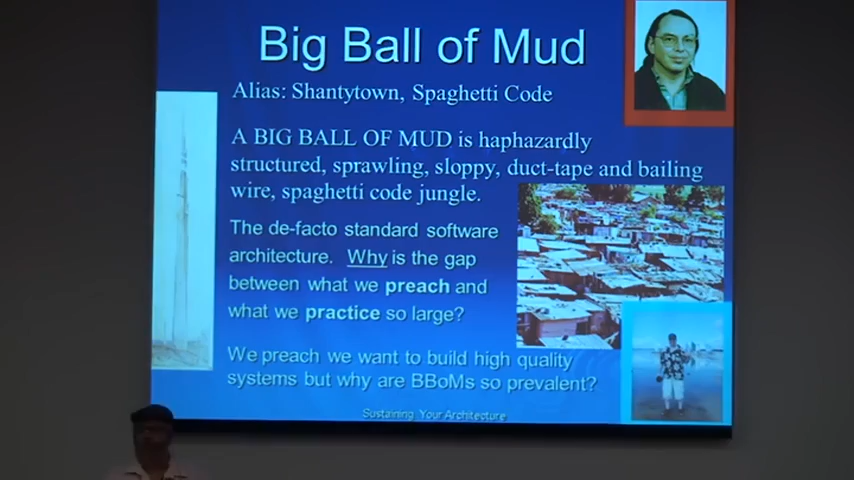 Big Ball of Mud
Alias: Shantytown, Spaghetti Code
A BIG BALL OF MUD is haphazardly
structured, sprawling, sloppy, duct-tape and bailing
wire, spaghetti code jungle.
The de-facto standard software
architecture. Why is the gap
between what we preach and
what we practice so large?
We preach we want to build high quality
systems but why are BBoMs so prevalent?
Sustaining Your Architecture